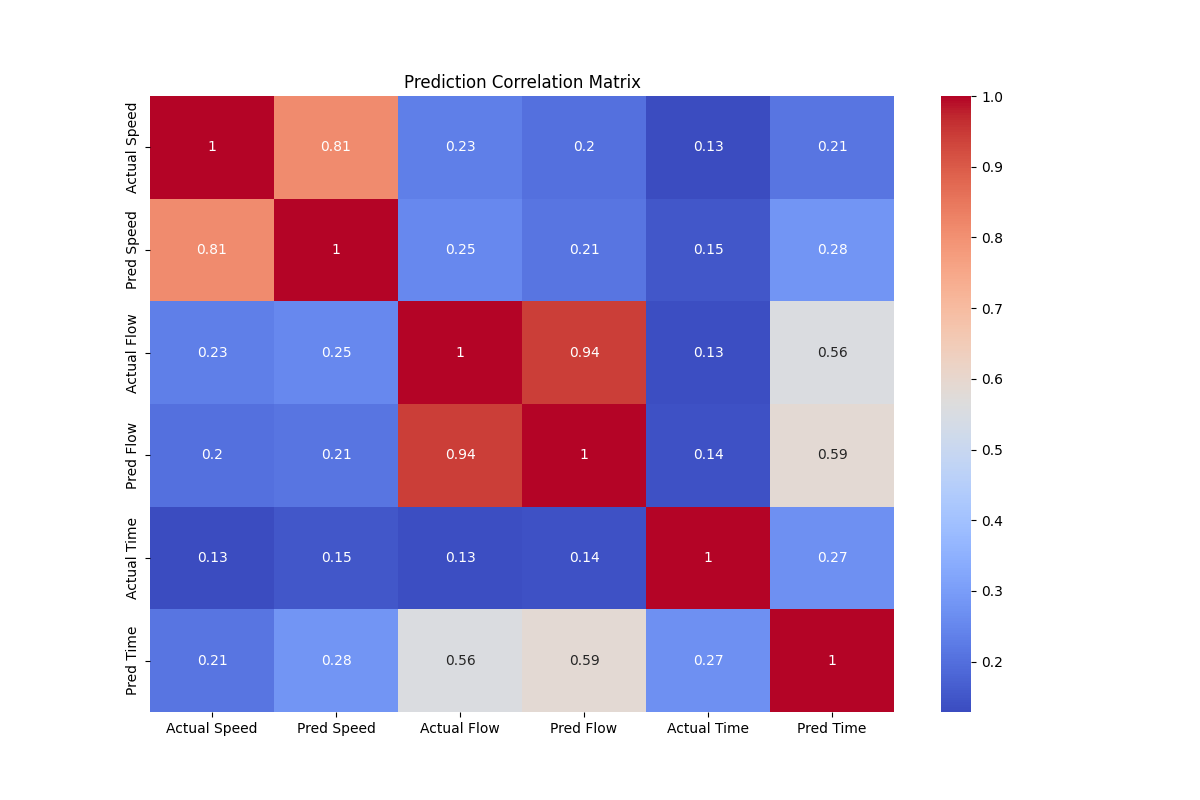 Prediction Correlation Matrix
Actual Speed 1 0.81 0.23 0.2 0.13 0.21
Pred Speed 0.81 1 0.25 0.21 0.15 0.28
Actual Flow 0.23 0.25 1 0.94 0.13 0.56
Pred Flow 0.2 0.21 0.94 1 0.14 0.59
Actual Time 0.13 0.15 0.13 0.14 1 0.27
Pred Time 0.21 0.28 0.56 0.59 0.27 1
Actual Speed Pred Speed Actual Flow Pred Flow Actual Time Pred Time
1.0
0.9
0.8
0.7
0.6
0.5
0.4
0.3
0.2